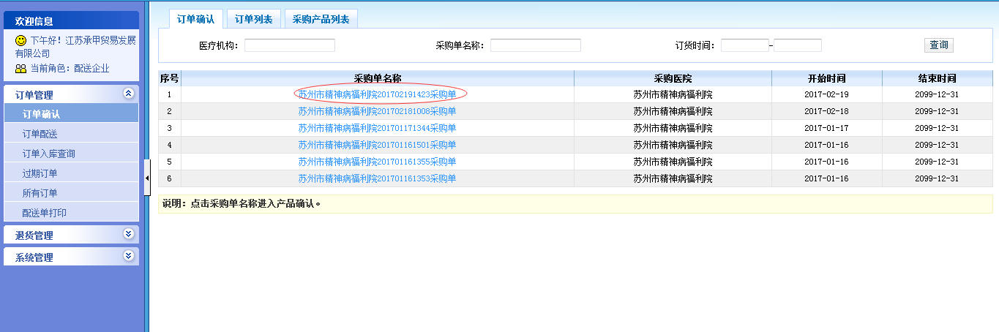 欢迎信息
下午好！江苏承甲贸易发展
有限公司
当前角色：配送企业
订单管理
订单确认
订单配送
订单入库查询
过期订单
所有订单
配送单打印
退货管理
系统管理
订单确认 订单列表 采购产品列表
医疗机构： 采购单名称： 订货时间： - 查询
序号 采购单名称 采购医院 开始时间 结束时间
1 苏州市精神病福利院201702191423采购单 苏州市精神病福利院 2017-02-19 2099-12-31
2 苏州市精神病福利院201702181008采购单 苏州市精神病福利院 2017-02-18 2099-12-31
3 苏州市精神病福利院201701171344采购单 苏州市精神病福利院 2017-01-17 2099-12-31
4 苏州市精神病福利院201701161501采购单 苏州市精神病福利院 2017-01-16 2099-12-31
5 苏州市精神病福利院201701161355采购单 苏州市精神病福利院 2017-01-16 2099-12-31
6 苏州市精神病福利院201701161353采购单 苏州市精神病福利院 2017-01-16 2099-12-31
说明：点击采购单名称进入产品确认。